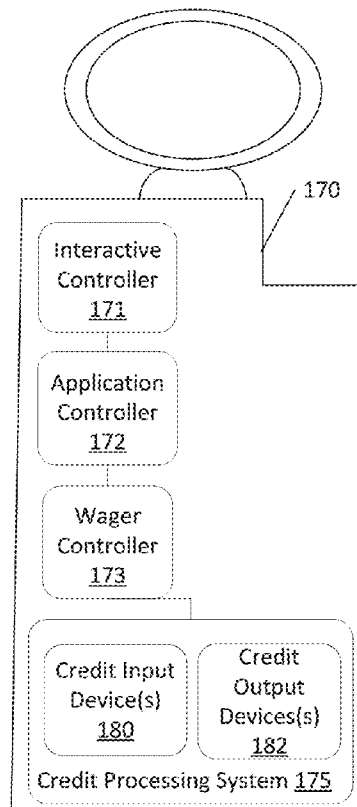 170
Interactive
Controller
171
Application
Controller
172
Wager
Controller
173
Credit Input
Device(s)
180
Credit
Output
Devices(s)
182
Credit Processing System 175